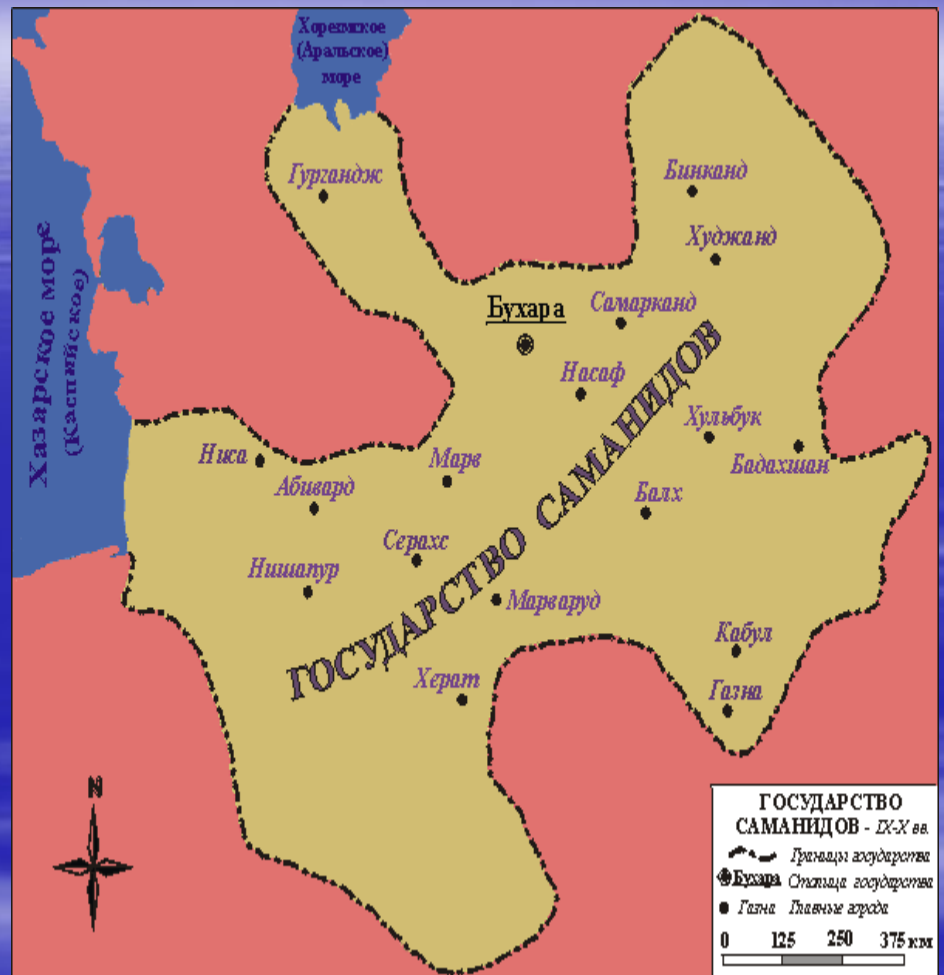 Хорезмское
(Аральское)
море
Гургандж
Бинканд
Худжанд
Хазарское море
(Каспийское)
Бухара
Самарканд
Насаф
Хульбук
Бадахшан
Ниса
Абивард
Марв
Балх
Серахс
Нишапур
Марваруд
ГОСУДАРСТВО САМАНИДОВ
Херат
Кабул
Газна
N
ГОСУДАРСТВО
САМАНИДОВ - IX-X вв.
Границы государства
Бухара Столица государства
Газна Главные города
0 125 250 375 км